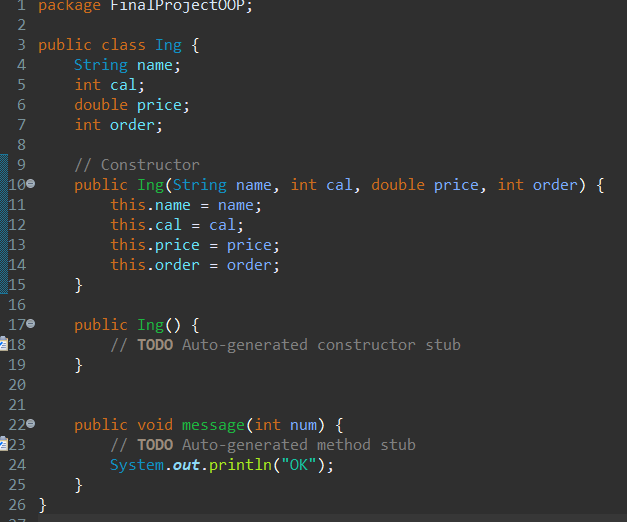 1 package FinalProjectOOP;
2
3 public class Ing {
4     String name;
5     int cal;
6     double price;
7     int order;
8
9     // Constructor
10    public Ing(String name, int cal, double price, int order) {
11        this.name = name;
12        this.cal = cal;
13        this.price = price;
14        this.order = order;
15    }
16
17    public Ing() {
18        // TODO Auto-generated constructor stub
19    }
20
21
22    public void message(int num) {
23        // TODO Auto-generated method stub
24        System.out.println("OK");
25    }
26 }
27